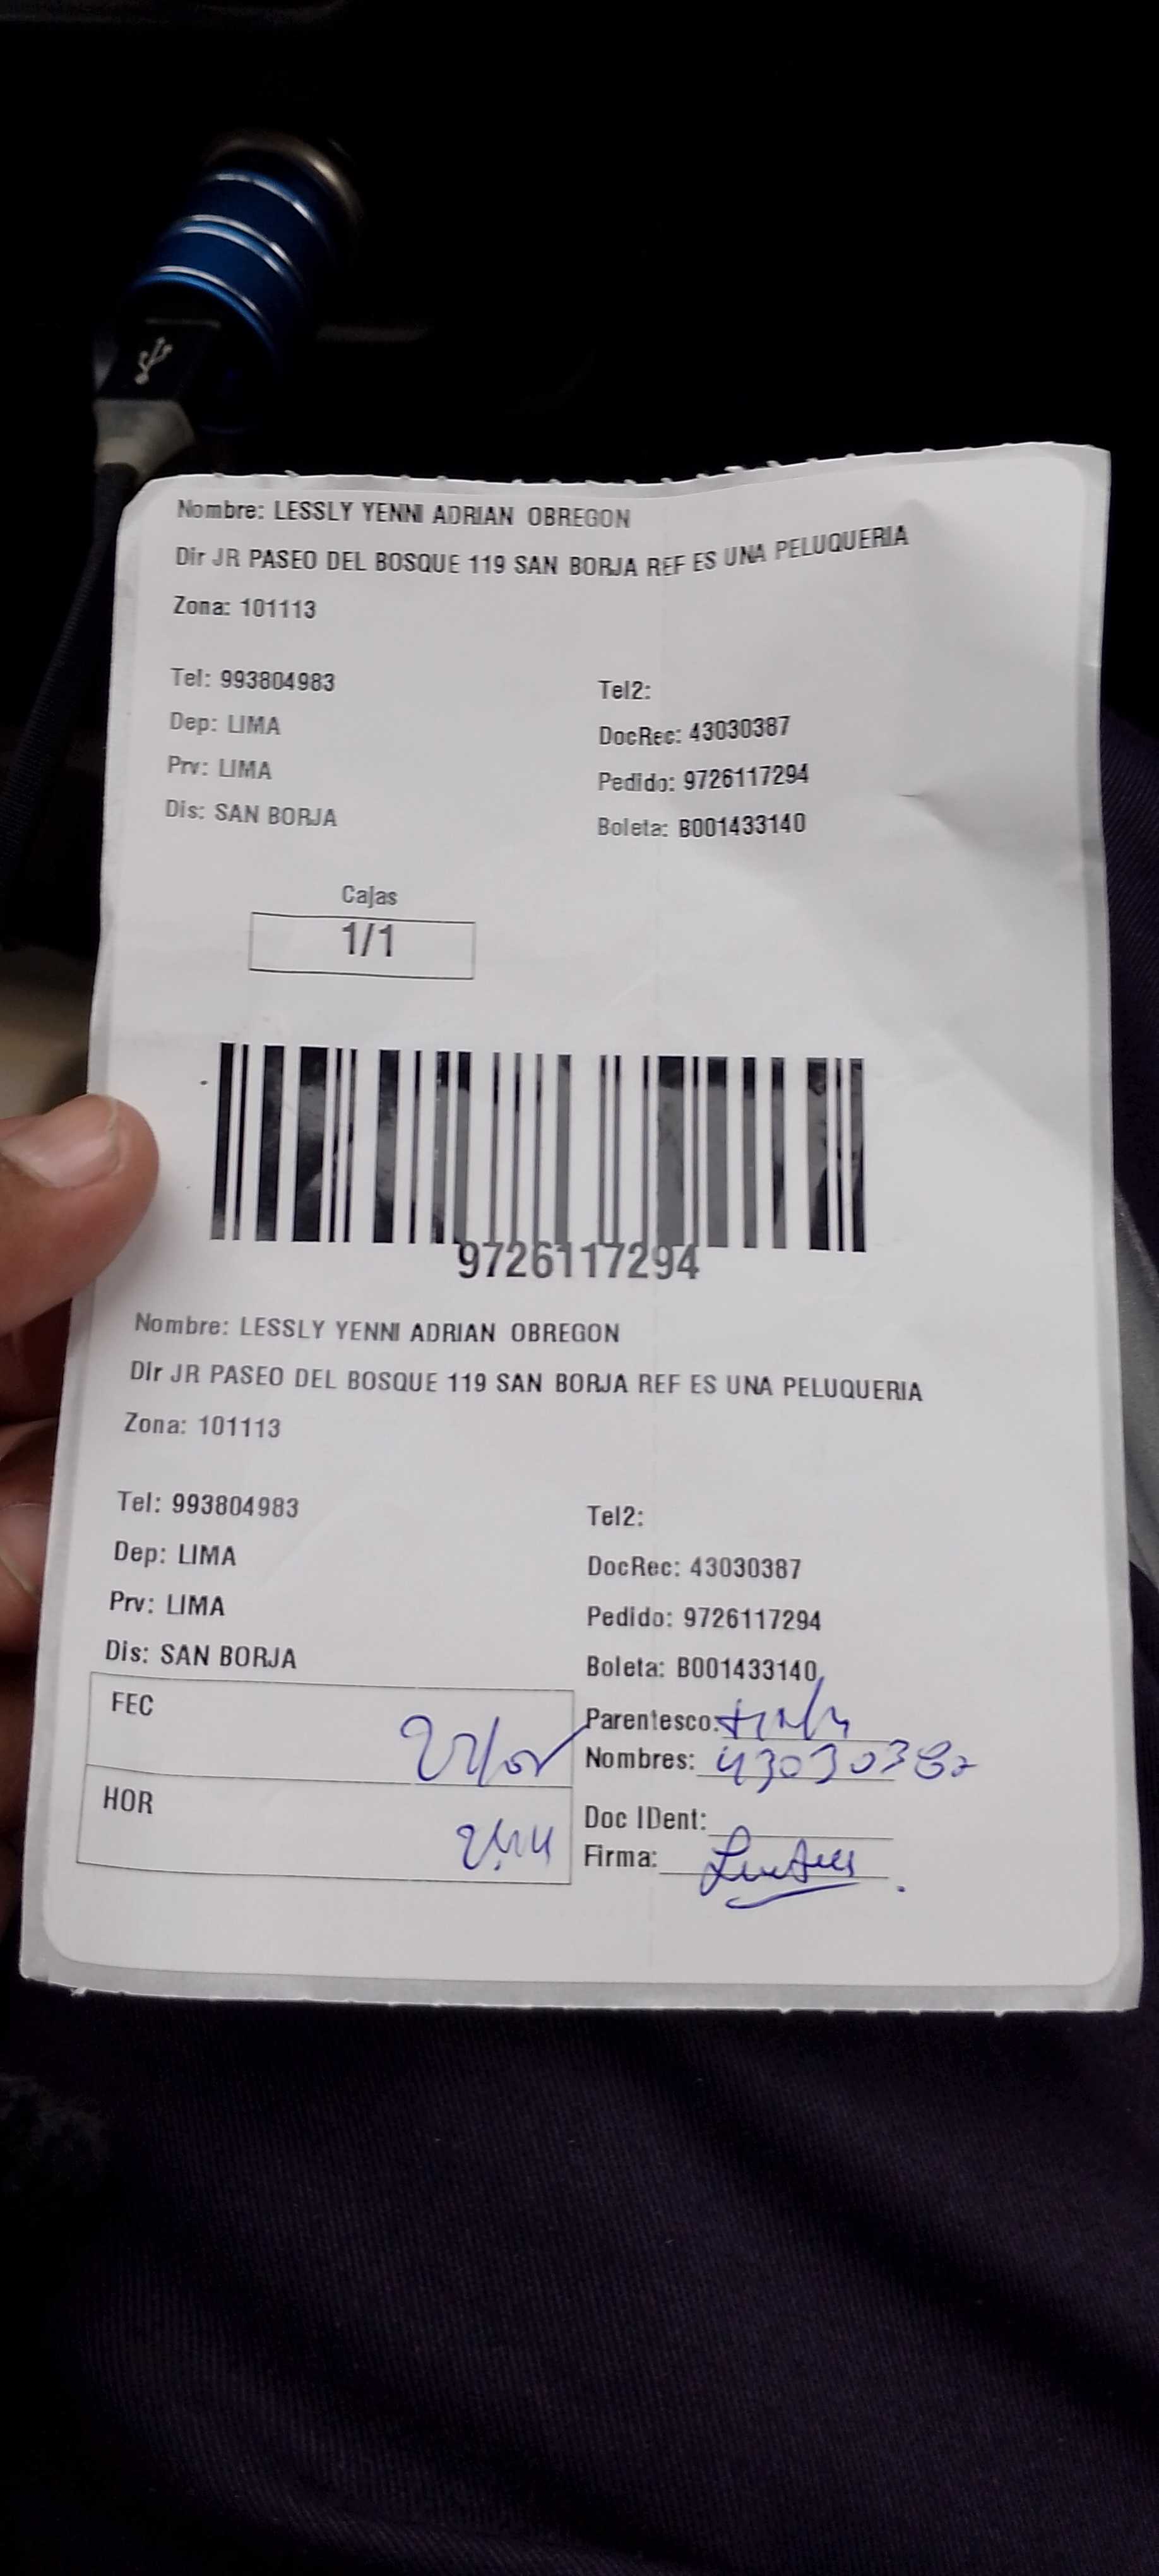 Nombre: LESSLY YENNI ADRIAN OBREGON
Dir JR PASEO DEL BOSQUE 119 SAN BORJA REF ES UNA PELUQUERIA
Zona: 101113
Tel: 993804983 Tel2:
Dep: LIMA DocRec: 43030387
Prv: LIMA Pedido: 9726117294
Dis: SAN BORJA Boleta: B001433140
Cajas
1/1
9726117294
Nombre: LESSLY YENNI ADRIAN OBREGON
Dir JR PASEO DEL BOSQUE 119 SAN BORJA REF ES UNA PELUQUERIA
Zona: 101113
Tel: 993804983 Tel2:
Dep: LIMA DocRec: 43030387
Prv: LIMA Pedido: 9726117294
Dis: SAN BORJA Boleta: B001433140
FEC Parentesco:
Nombres: 43030387
HOR Doc IDent:
Firma: